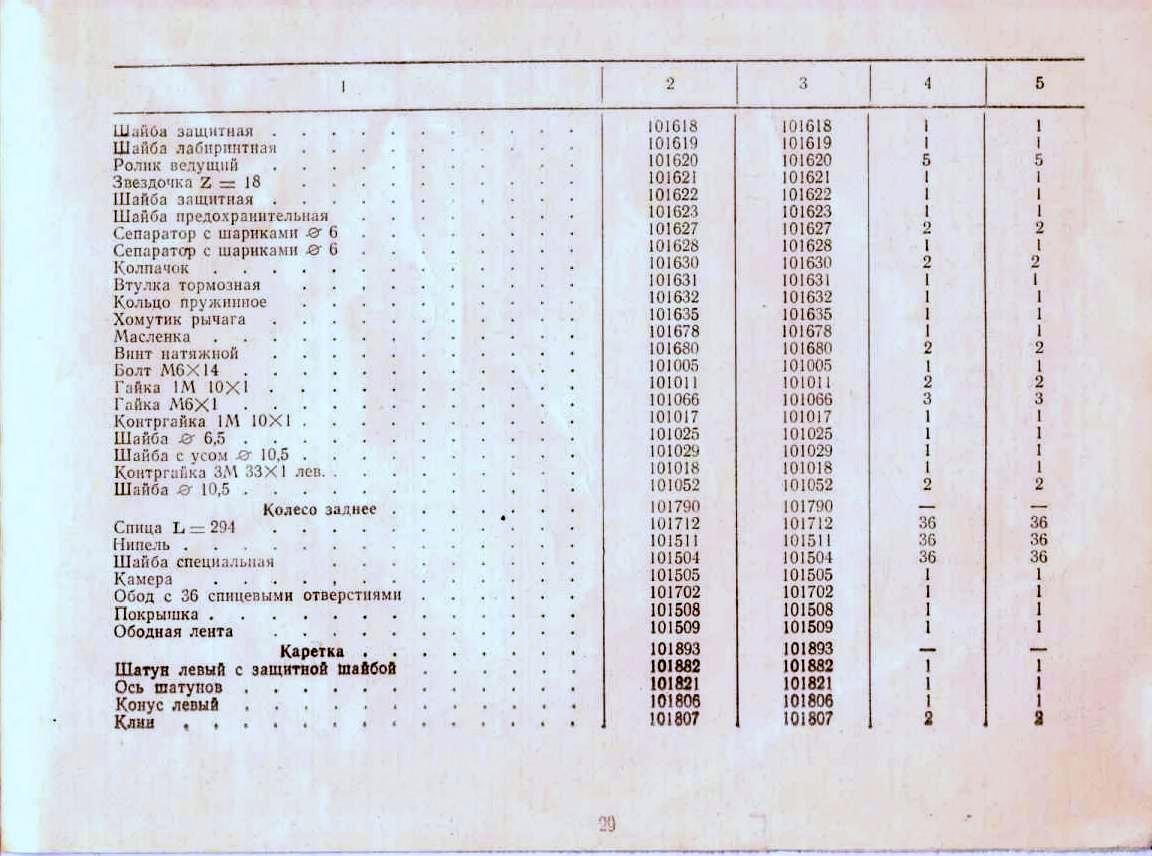 1 2 3 4 5
Шайба защитная . . . . . . . . . . . 101618 101618 1 1
Шайба лабиринтная . . . . . . . . . . 101619 101619 1 1
Ролик ведущий . . . . . . . . . . . 101620 101620 5 5
Звездочка Z = 18 . . . . . . . . . . 101621 101621 1 1
Шайба защитная . . . . . . . . . . . 101622 101622 1 1
Шайба предохранительная . . . . . . . . 101623 101623 1 1
Сепаратор с шариками ⌀ 6 . . . . . . . . 101627 101627 2 2
Сепаратор с шариками ⌀ 6 . . . . . . . . 101628 101628 1 1
Колпачок . . . . . . . . . . . . . 101630 101630 2 2
Втулка тормозная . . . . . . . . . . 101631 101631 1 1
Кольцо пружинное . . . . . . . . . . 101632 101632 1 1
Хомутик рычага . . . . . . . . . . . 101635 101635 1 1
Масленка . . . . . . . . . . . . . 101678 101678 1 1
Винт натяжной . . . . . . . . . . . 101680 101680 2 2
Болт М6×14 . . . . . . . . . . . . 101005 101005 1 1
Гайка 1М 10×1 . . . . . . . . . . . 101011 101011 2 2
Гайка М6×1 . . . . . . . . . . . . 101066 101066 3 3
Контргайка 1М 10×1 . . . . . . . . . . 101017 101017 1 1
Шайба ⌀ 6,5 . . . . . . . . . . . . 101025 101025 1 1
Шайба с усом ⌀ 10,5 . . . . . . . . . . 101029 101029 1 1
Контргайка 3М 33×1 лев. . . . . . . . . . 101018 101018 1 1
Шайба ⌀ 10,5 . . . . . . . . . . . . 101052 101052 2 2
Колесо заднее . . . . . . . 101790 101790 — —
Спица L = 294 . . . . . . . . . . . 101712 101712 36 36
Нипель . . . . . . . . . . . . . . 101511 101511 36 36
Шайба специальная . . . . . . . . . 101504 101504 36 36
Камера . . . . . . . . . . . . . 101505 101505 1 1
Обод с 36 спицевыми отверстиями . . . . . . 101702 101702 1 1
Покрышка . . . . . . . . . . . . . 101508 101508 1 1
Ободная лента . . . . . . . . . . . 101509 101509 1 1
Каретка . . . . . . . . 101893 101893 — —
Шатун левый с защитной шайбой . . . . . . 101882 101882 1 1
Ось шатунов . . . . . . . . . . . . 101821 101821 1 1
Конус левый . . . . . . . . . . . . 101806 101806 1 1
Клин . . . . . . . . . . . . . . 101807 101807 2 2
29